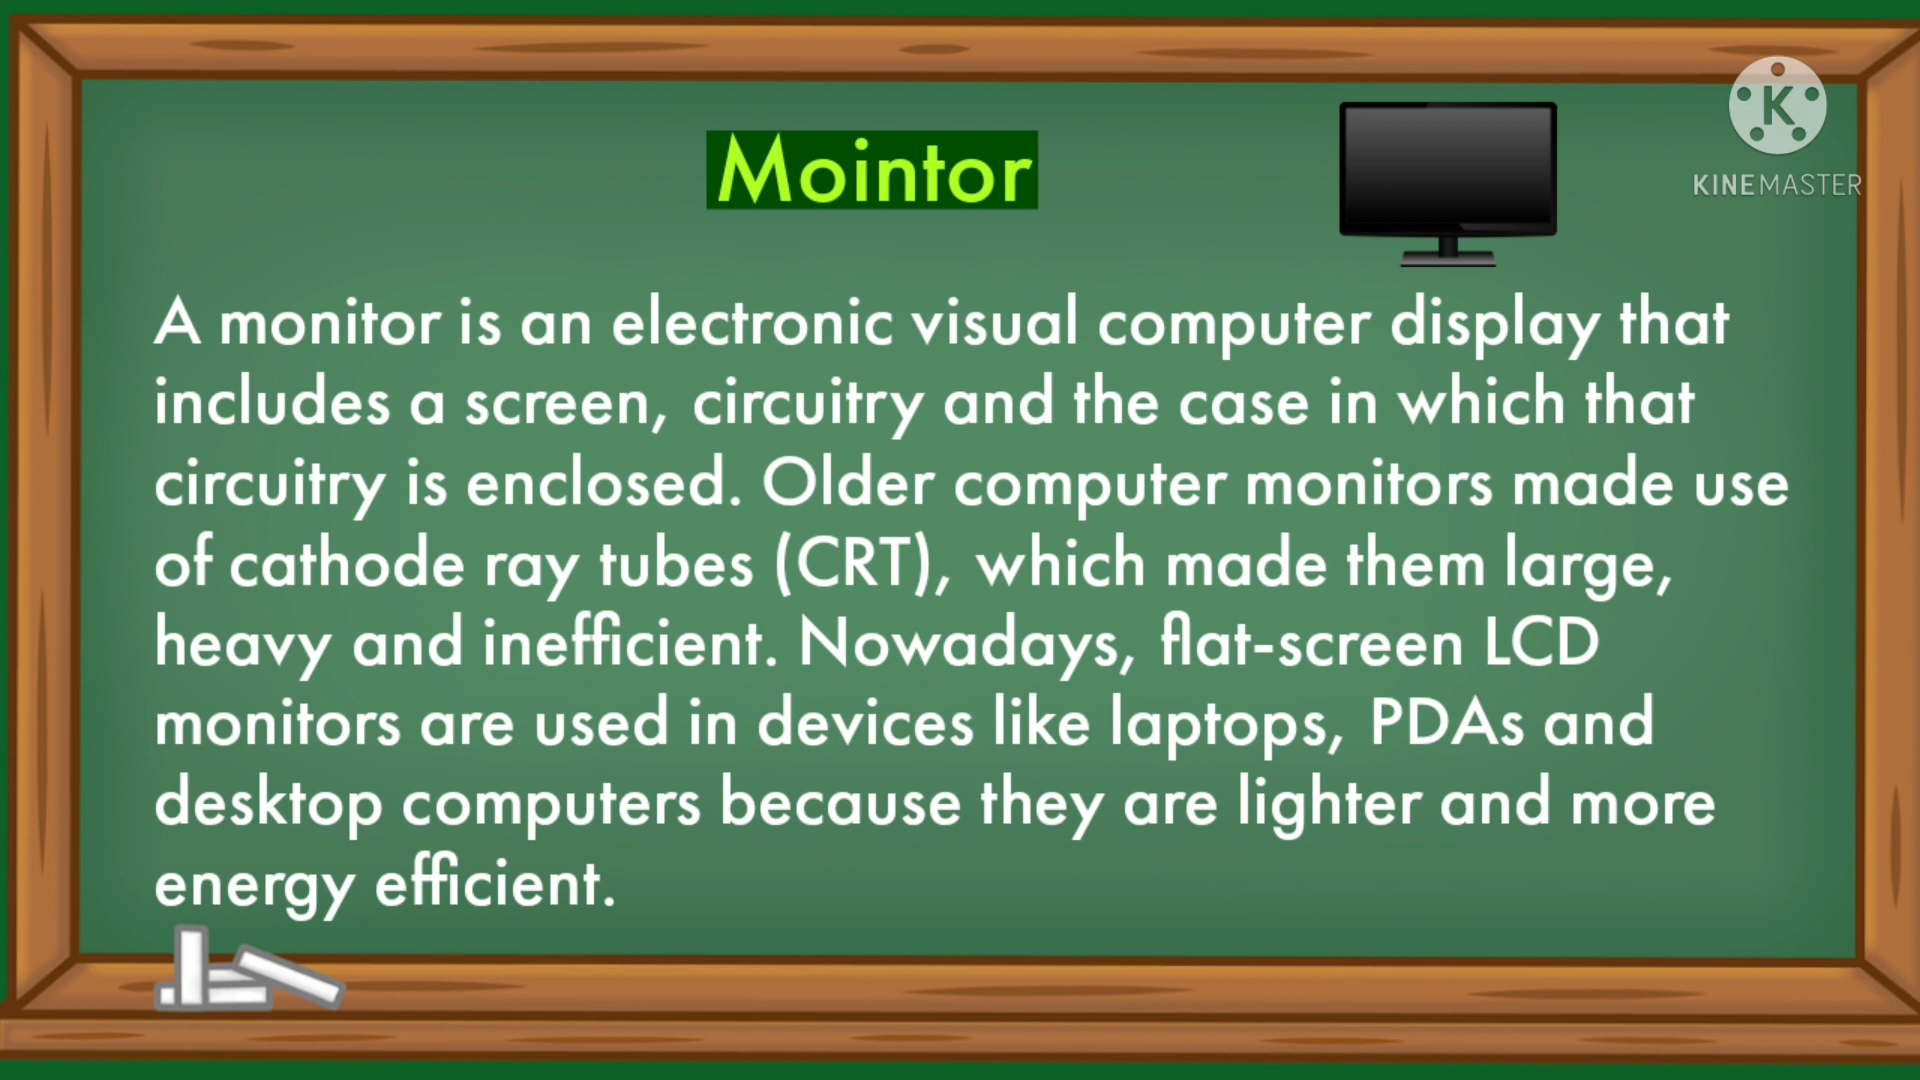 Mointor
K
KINEMASTER
A monitor is an electronic visual computer display that
includes a screen, circuitry and the case in which that
circuitry is enclosed. Older computer monitors made use
of cathode ray tubes (CRT), which made them large,
heavy and inefficient. Nowadays, flat-screen LCD
monitors are used in devices like laptops, PDAs and
desktop computers because they are lighter and more
energy efficient.